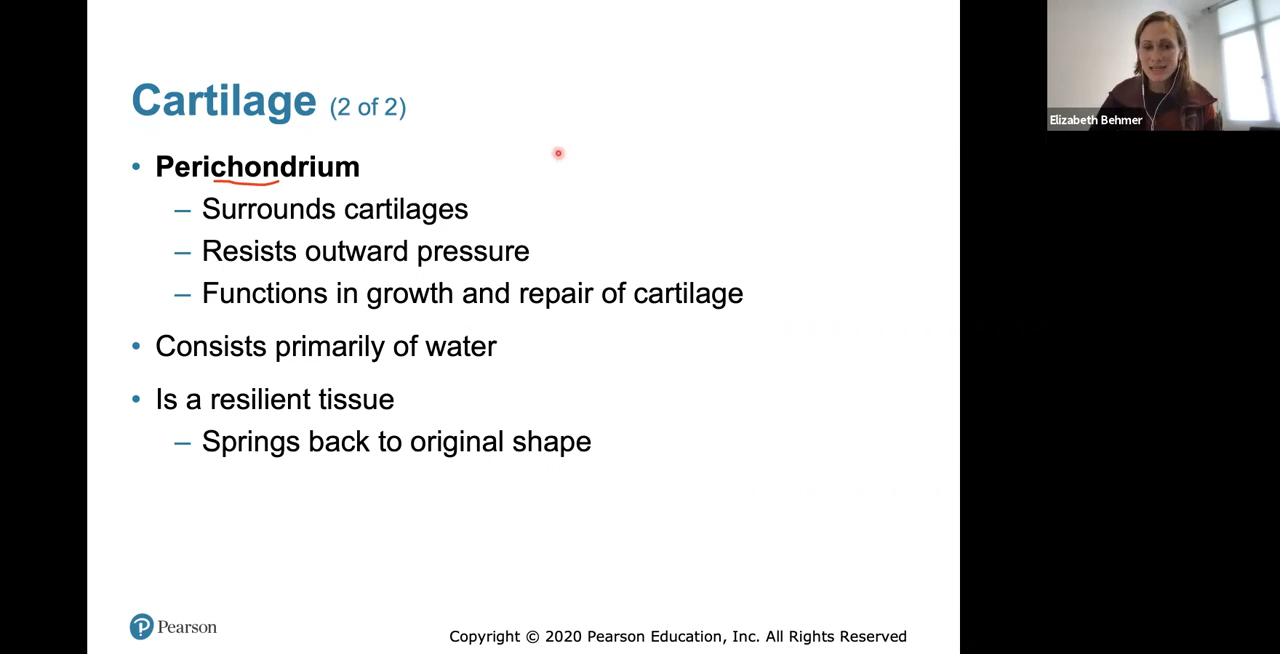 Cartilage (2 of 2)
• Perichondrium
– Surrounds cartilages
– Resists outward pressure
– Functions in growth and repair of cartilage
• Consists primarily of water
• Is a resilient tissue
– Springs back to original shape
P Pearson
Copyright © 2020 Pearson Education, Inc. All Rights Reserved
Elizabeth Behmer